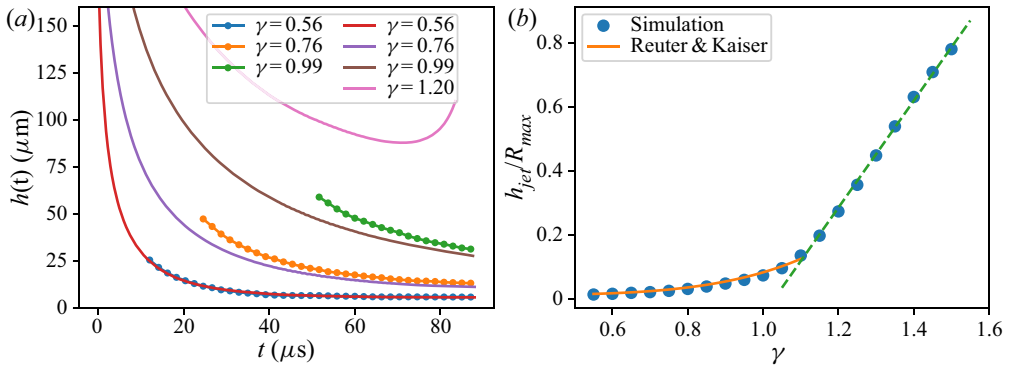 (a)
150
125
100
75
50
25
0
h(t) (μm)
γ = 0.56
γ = 0.76
γ = 0.99
γ = 0.56
γ = 0.76
γ = 0.99
γ = 1.20
0 20 40 60 80
t (μs)
(b)
0.8
0.6
0.4
0.2
0
h_jet/R_max
Simulation
Reuter & Kaiser
0.6 0.8 1.0 1.2 1.4 1.6
γ